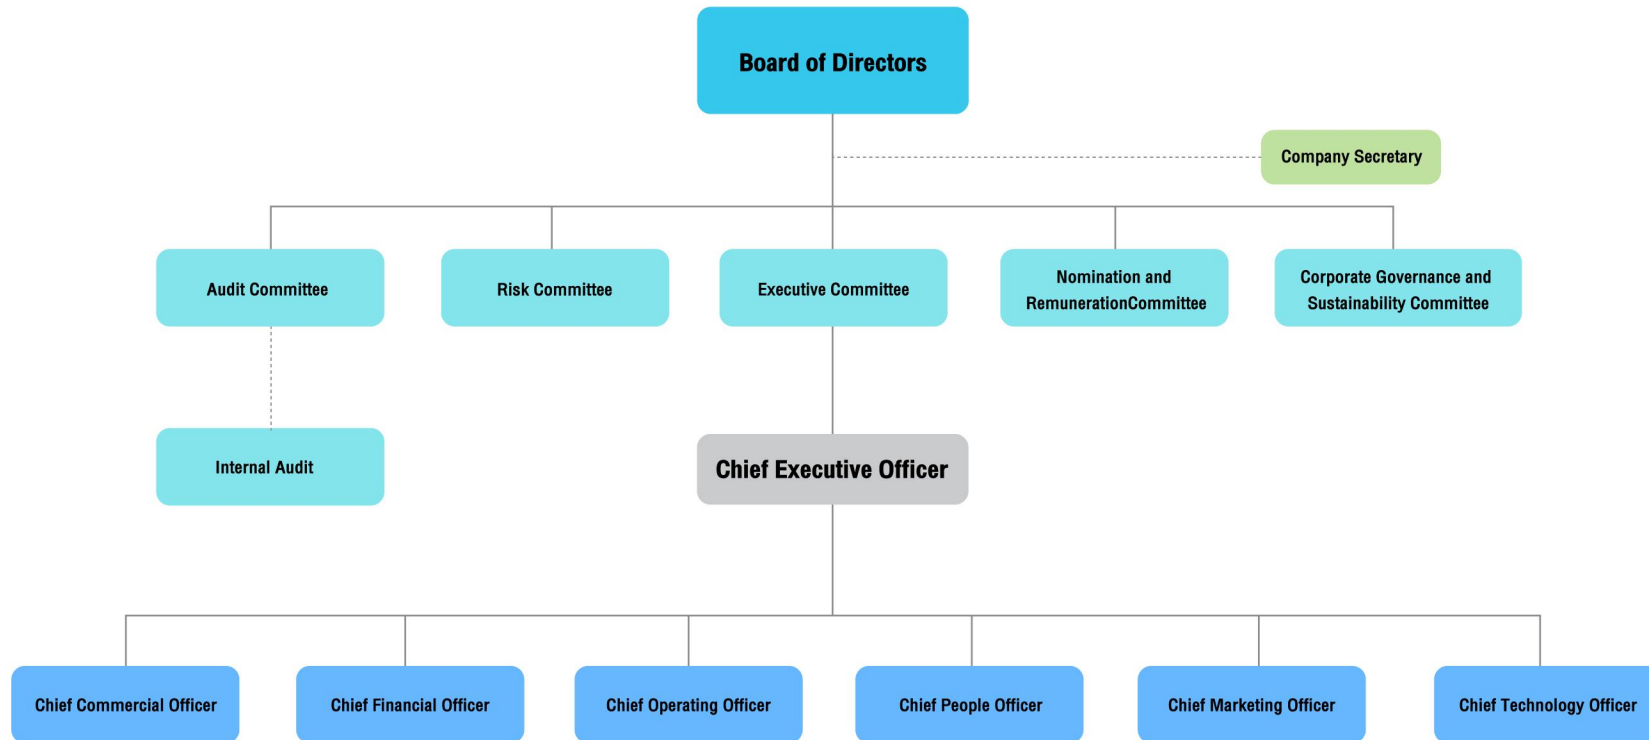 Board of Directors
Company Secretary
Audit Committee
Risk Committee
Executive Committee
Nomination and
RemunerationCommittee
Corporate Governance and
Sustainability Committee
Internal Audit
Chief Executive Officer
Chief Commercial Officer
Chief Financial Officer
Chief Operating Officer
Chief People Officer
Chief Marketing Officer
Chief Technology Officer